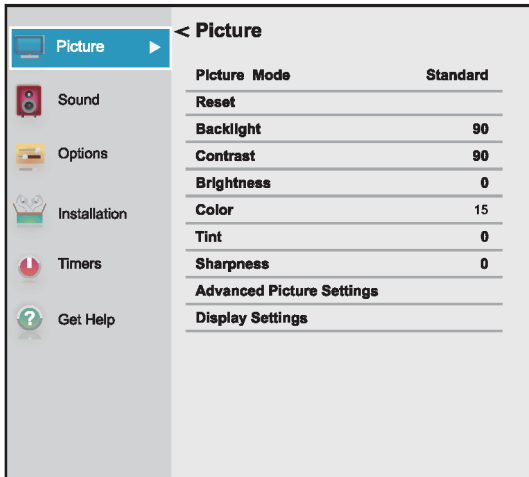 Picture
Sound
Options
Installation
Timers
Get Help
< Picture
Picture Mode Standard
Reset
Backlight 90
Contrast 90
Brightness 0
Color 15
Tint 0
Sharpness 0
Advanced Picture Settings
Display Settings